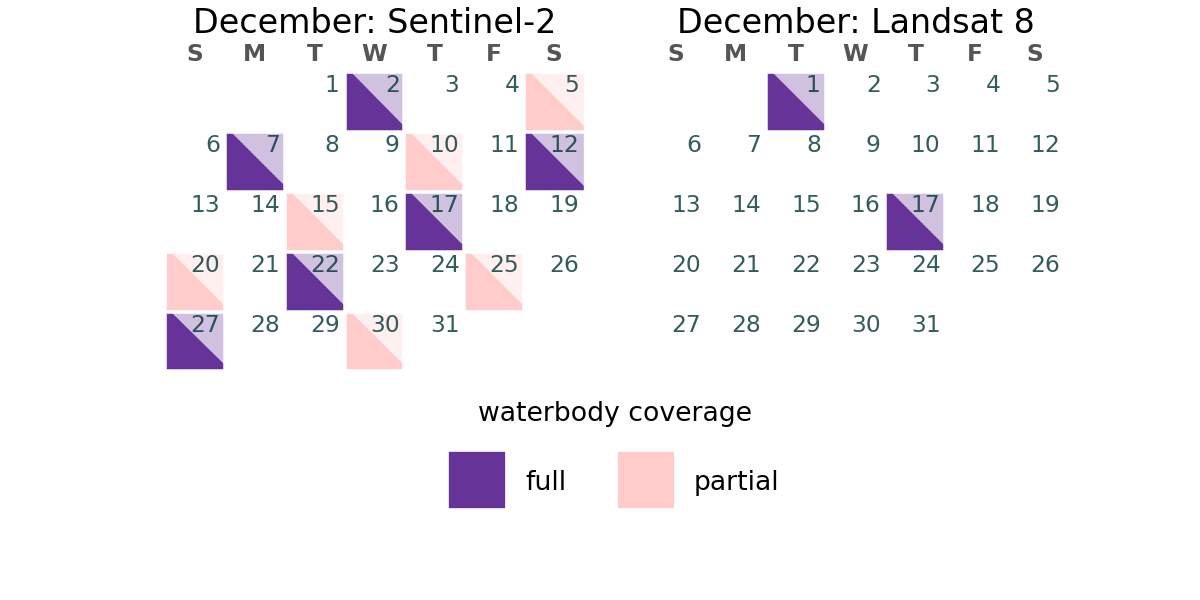 December: Sentinel-2
S M T W T F S
1 2 3 4 5
6 7 8 9 10 11 12
13 14 15 16 17 18 19
20 21 22 23 24 25 26
27 28 29 30 31
December: Landsat 8
S M T W T F S
1 2 3 4 5
6 7 8 9 10 11 12
13 14 15 16 17 18 19
20 21 22 23 24 25 26
27 28 29 30 31
waterbody coverage
full
partial